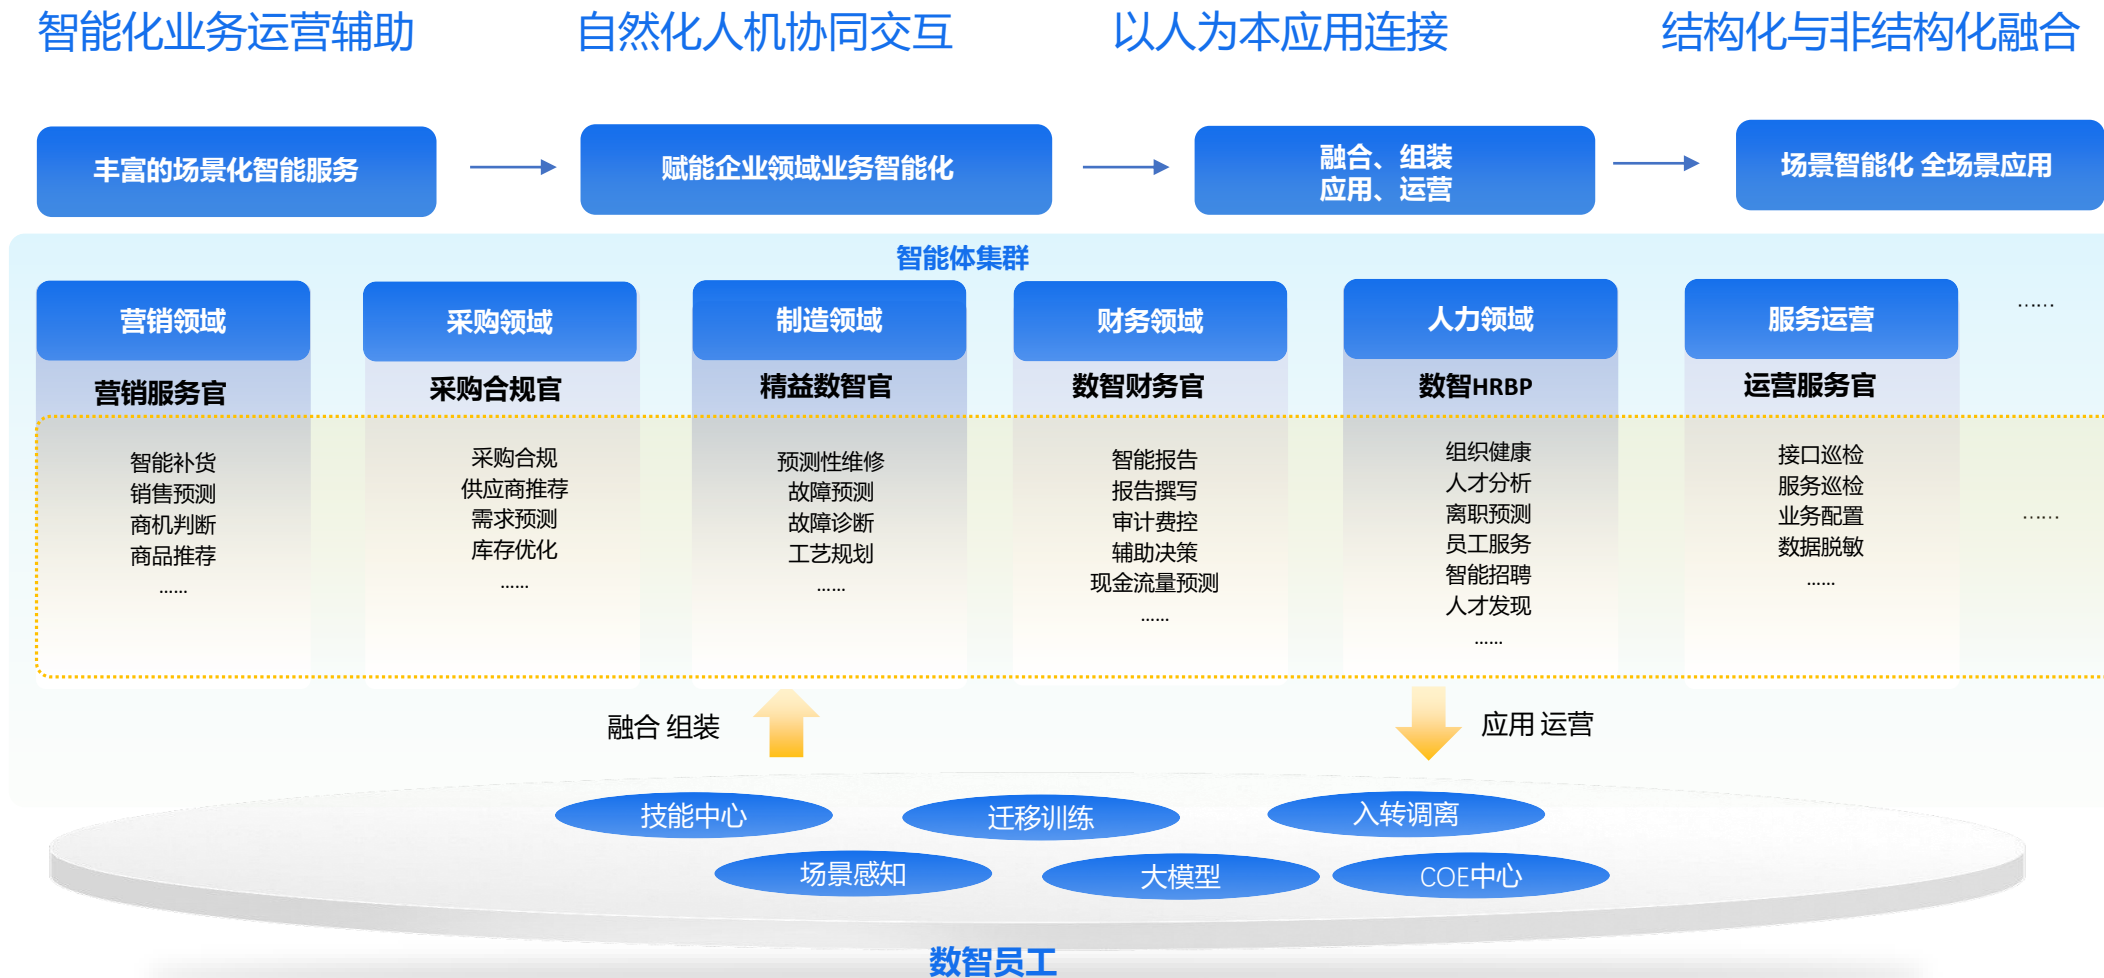 智能化业务运营辅助
自然化人机协同交互
以人为本应用连接
结构化与非结构化融合
丰富的场景化智能服务
赋能企业领域业务智能化
融合、组装
应用、运营
场景智能化 全场景应用
智能体集群
营销领域
营销服务官
智能补货
销售预测
商机判断
商品推荐
......
采购领域
采购合规官
采购合规
供应商推荐
需求预测
库存优化
......
制造领域
精益数智官
预测性维修
故障预测
故障诊断
工艺规划
......
财务领域
数智财务官
智能报告
报告撰写
审计费控
辅助决策
现金流量预测
......
人力领域
数智HRBP
组织健康
人才分析
离职预测
员工服务
智能招聘
人才发现
......
服务运营
运营服务官
接口巡检
服务巡检
业务配置
数据脱敏
......
......
......
融合 组装
应用 运营
技能中心
迁移训练
入转调离
场景感知
大模型
COE中心
数智员工